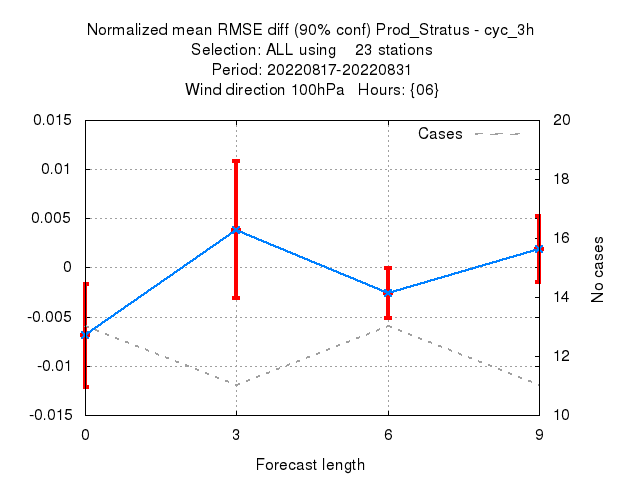 Normalized mean RMSE diff (90% conf) Prod_Stratus - cyc_3h
Selection: ALL using    23 stations
Period: 20220817-20220831
Wind direction 100hPa   Hours: {06}
Cases
0.015
0.01
0.005
0
-0.005
-0.01
-0.015
20
18
16
14
12
10
No cases
0 3 6 9
Forecast length